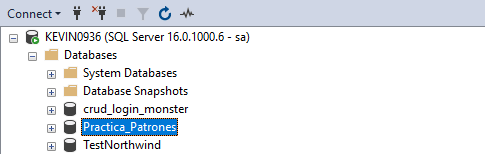 Connect
KEVIN0936 (SQL Server 16.0.1000.6 - sa)
Databases
System Databases
Database Snapshots
crud_login_monster
Practica_Patrones
TestNorthwind